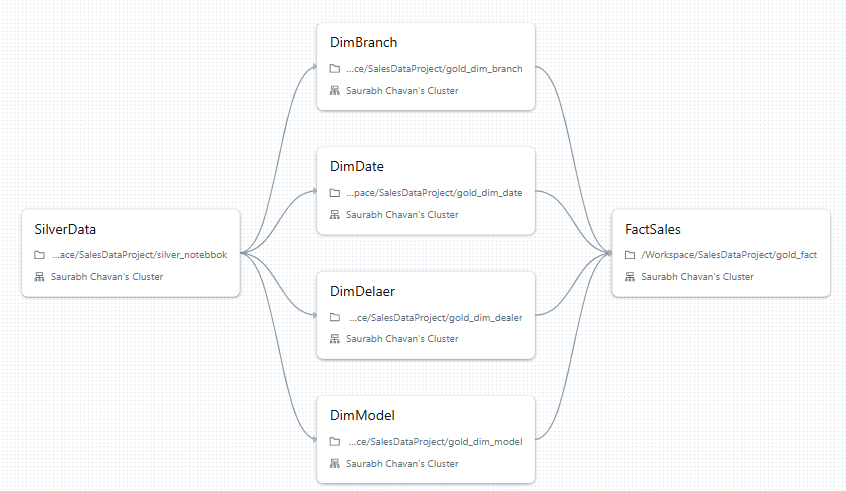 DimBranch
...ce/SalesDataProject/gold_dim_branch
Saurabh Chavan's Cluster
DimDate
...pace/SalesDataProject/gold_dim_date
Saurabh Chavan's Cluster
SilverData
...ace/SalesDataProject/silver_notebbok
Saurabh Chavan's Cluster
FactSales
/Workspace/SalesDataProject/gold_fact
Saurabh Chavan's Cluster
DimDelaer
...ce/SalesDataProject/gold_dim_dealer
Saurabh Chavan's Cluster
DimModel
...ce/SalesDataProject/gold_dim_model
Saurabh Chavan's Cluster